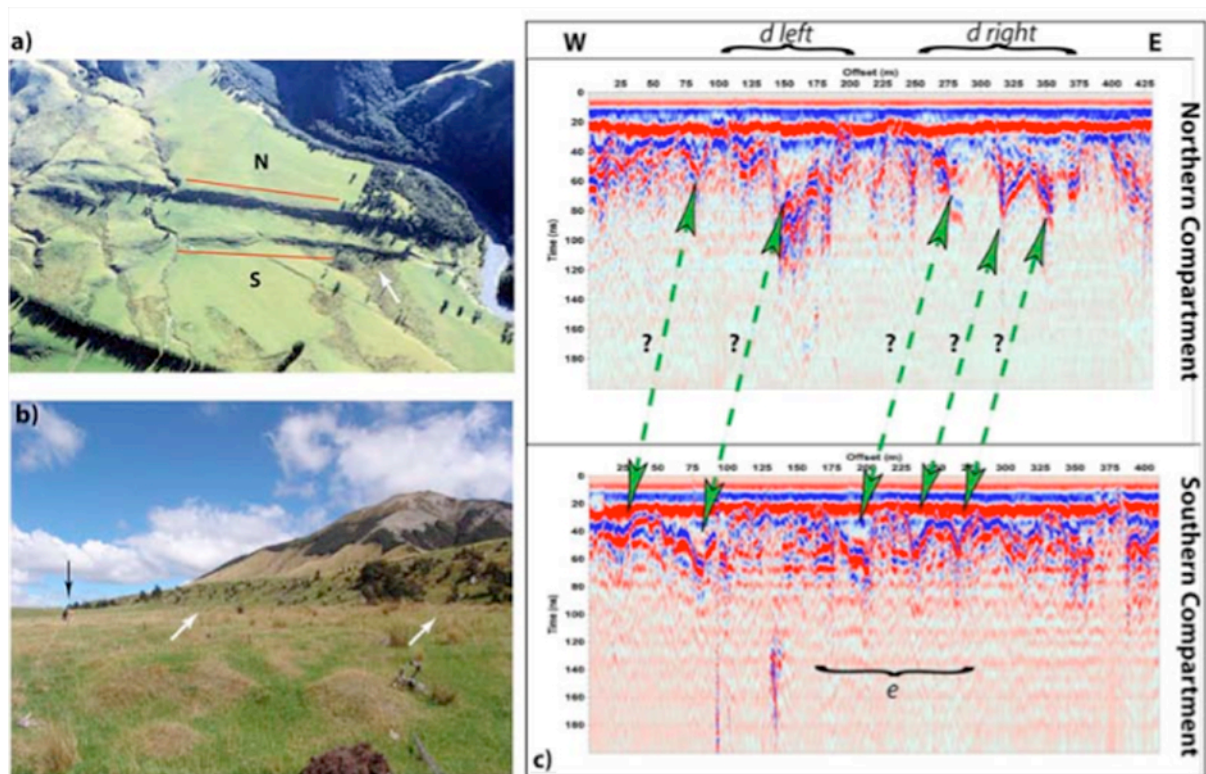 a)
N
S
b)
W
d left
d right
E
Offset (m)
25 50 75 100 125 150 175 200 225 250 275 300 325 350 375 400 425
0
20
40
60
80
100
120
140
160
180
Time (ns)
? ? ? ? ?
Northern Compartment
Offset (m)
25 50 75 100 125 150 175 200 225 250 275 300 325 350 375 400
0
20
40
60
80
100
120
140
160
180
Time (ns)
e
Southern Compartment
c)